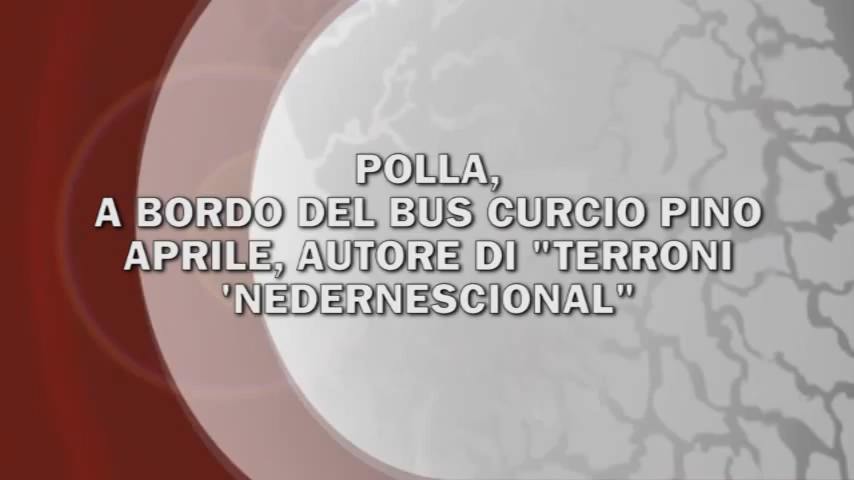 POLLA,
A BORDO DEL BUS CURCIO PINO
APRILE, AUTORE DI "TERRONI
'NEDERNESCIONAL"